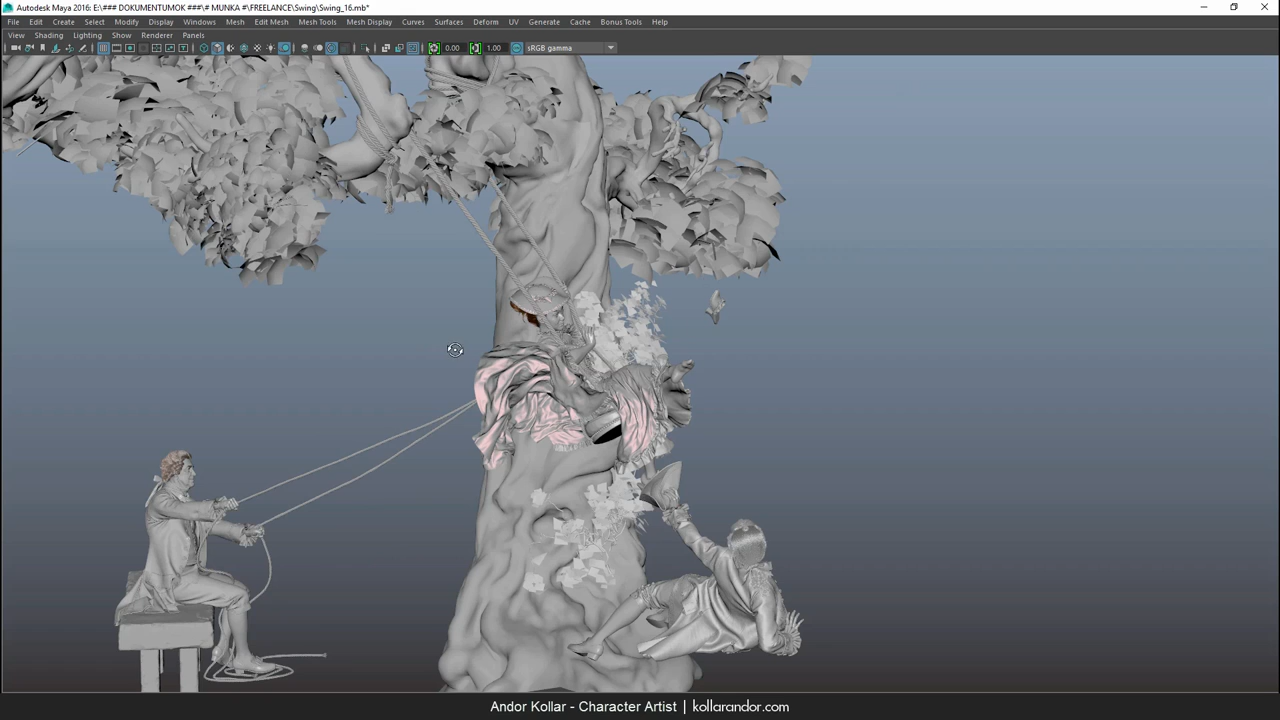 Autodesk Maya 2016: E:\### DOKUMENTUMOK ###\# MUNKA #\FREELANCE\Swing\Swing_16.mb*
File Edit Create Select Modify Display Windows Mesh Edit Mesh Mesh Tools Mesh Display Curves Surfaces Deform UV Generate Cache Bonus Tools Help
View Shading Lighting Show Renderer Panels
0.00 1.00 sRGB gamma
Andor Kollar - Character Artist | kollarandor.com